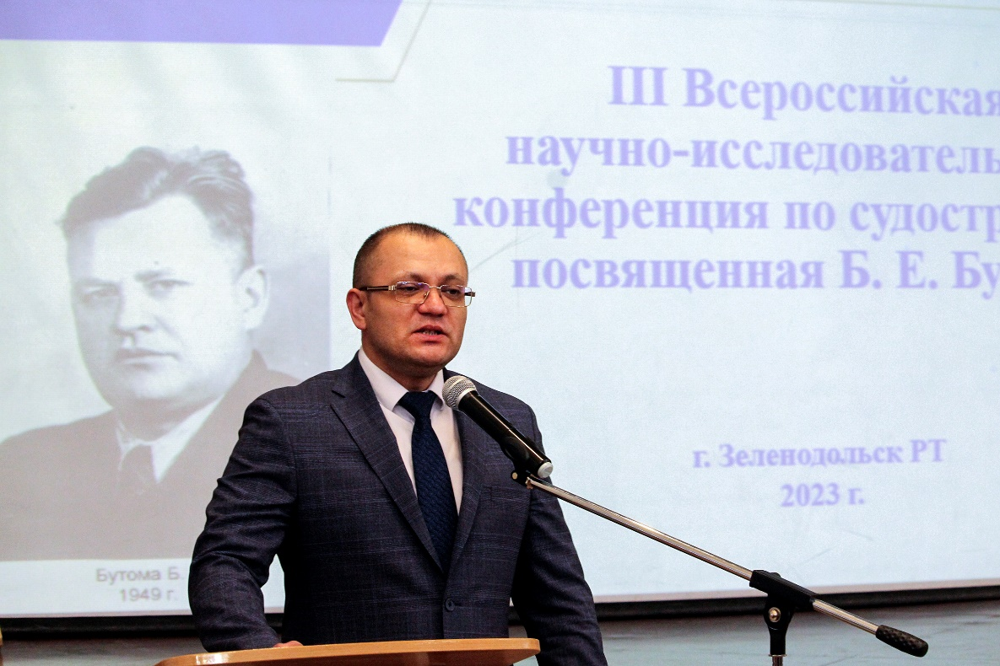 III Всероссийская
научно-исследователь
конференция по судостр
посвященная Б. Е. Бу
г. Зеленодольск РТ
2023 г.
Бутома Б.
1949 г.